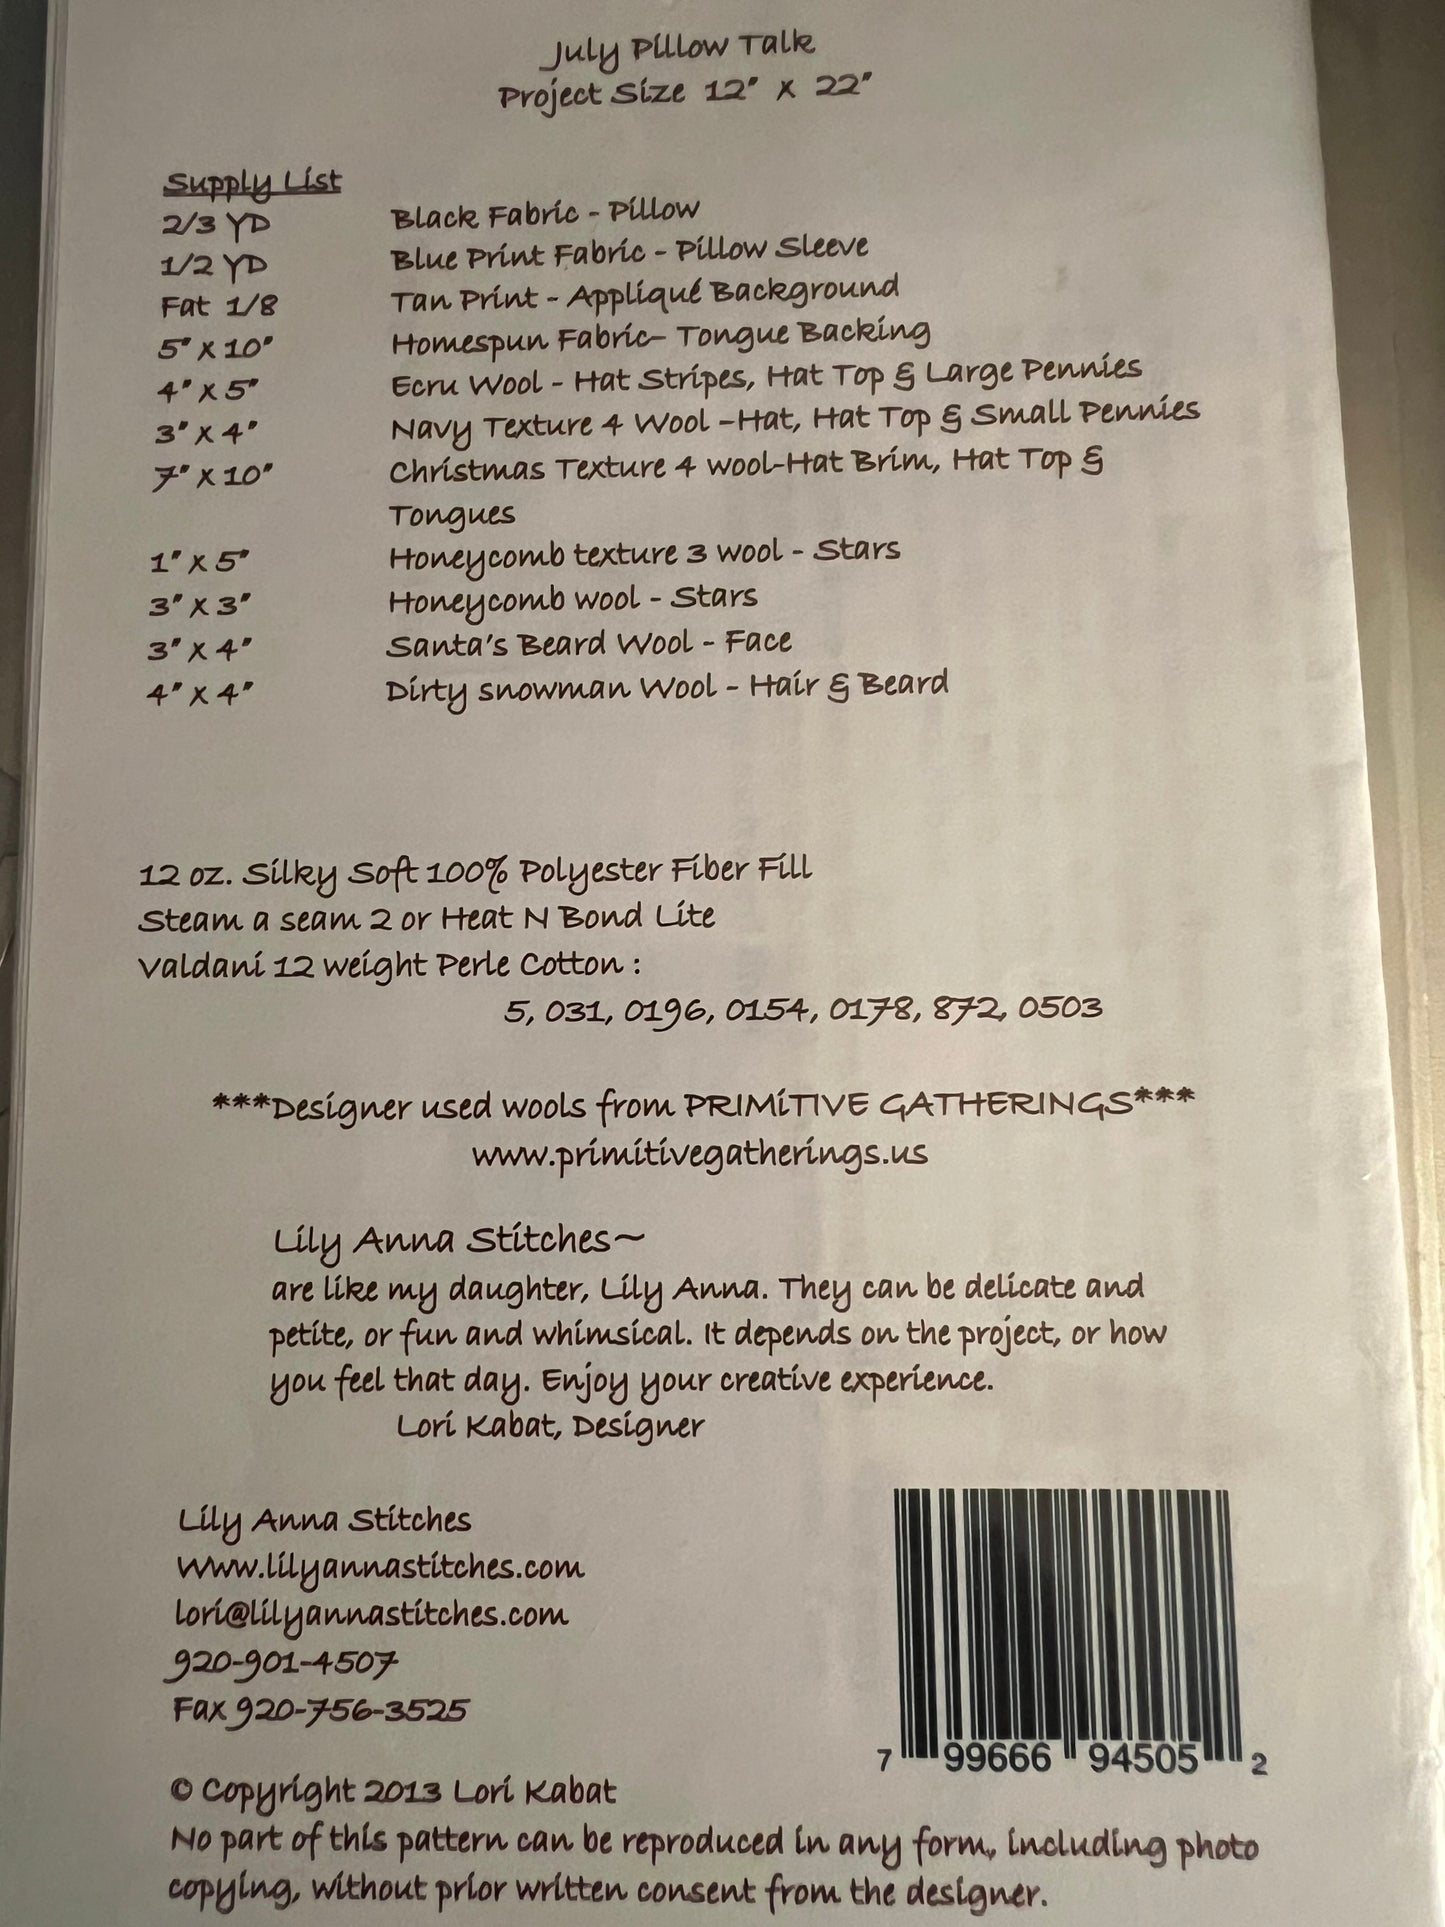 July Pillow Talk
Project Size 12" X 22"
Supply List
2/3 YD Black Fabric - Pillow
1/2 YD Blue Print Fabric - Pillow Sleeve
Fat 1/8 Tan Print - Appliqué Background
5" X 10" Homespun Fabric- Tongue Backing
4" X 5" Ecru Wool - Hat Stripes, Hat Top & Large Pennies
3" X 4" Navy Texture 4 Wool -Hat, Hat Top & Small Pennies
7" X 10" Christmas Texture 4 wool-Hat Brim, Hat Top &
Tongues
1" X 5" Honeycomb texture 3 wool - Stars
3" X 3" Honeycomb wool - Stars
3" X 4" Santa's Beard Wool - Face
4" X 4" Dirty snowman Wool - Hair & Beard
12 oz. Silky Soft 100% Polyester Fiber Fill
Steam a seam 2 or Heat N Bond Lite
Valdani 12 weight Perle Cotton :
5, 031, 0196, 0154, 0178, 872, 0503
***Designer used wools from PRIMITIVE GATHERINGS***
www.primitivegatherings.us
Lily Anna Stitches~
are like my daughter, Lily Anna. They can be delicate and
petite, or fun and whimsical. It depends on the project, or how
you feel that day. Enjoy your creative experience.
Lori Kabat, Designer
Lily Anna Stitches
Www.lilyannastitches.com
lori@lilyannastitches.com
920-901-4507
Fax 920-756-3525
7 99666 94505 2
© Copyright 2013 Lori Kabat
No part of this pattern can be reproduced in any form, including photo
copying, without prior written consent from the designer.